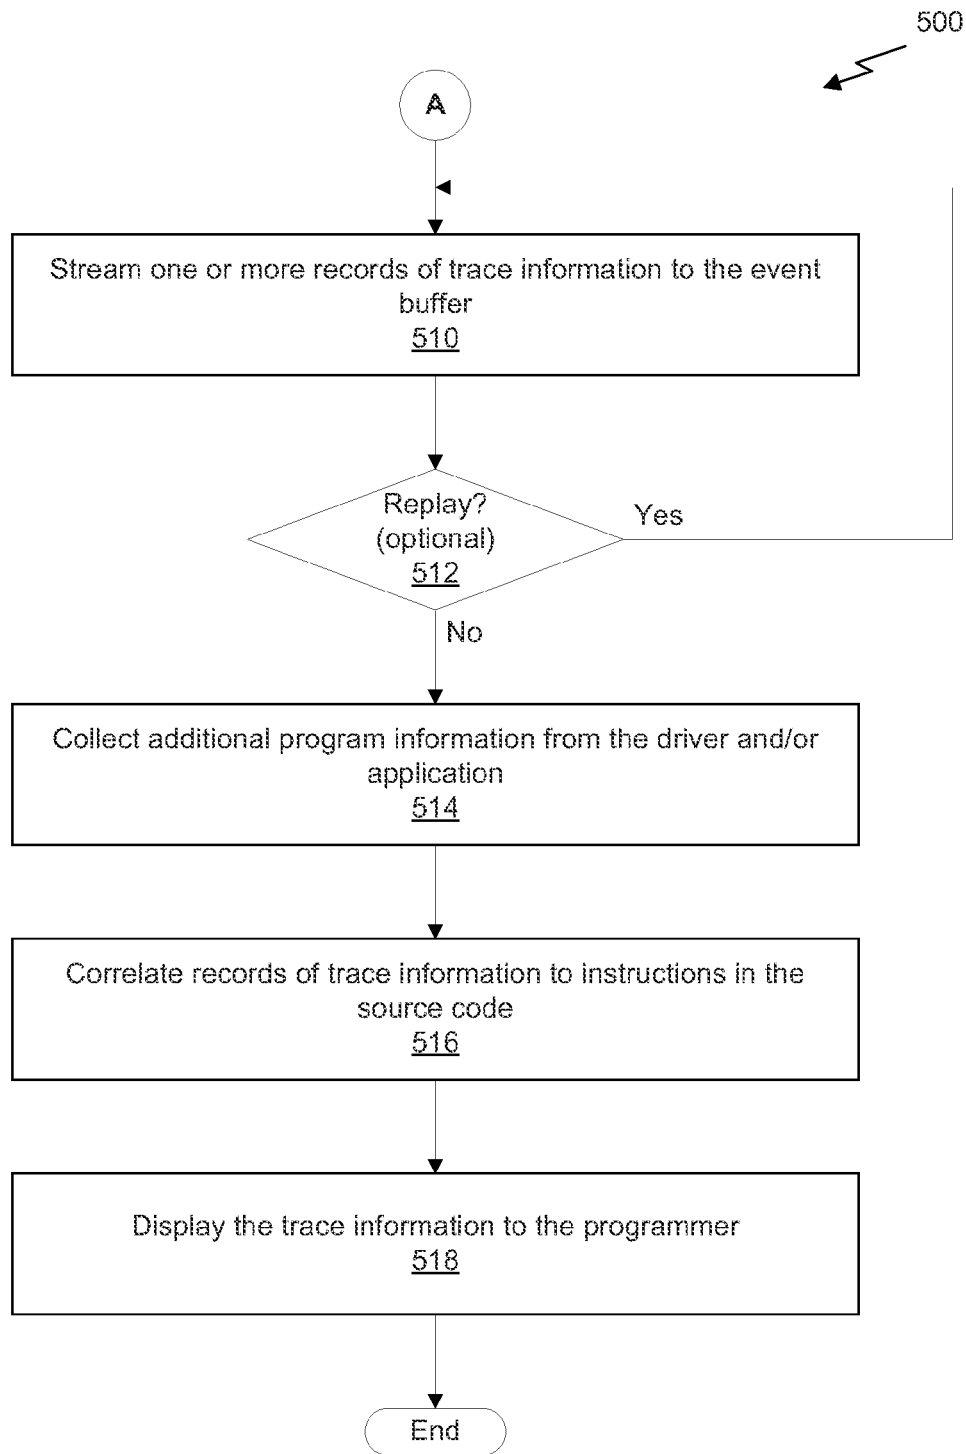 500
A
Stream one or more records of trace information to the event
buffer
510
Replay?
(optional)
512
Yes
No
Collect additional program information from the driver and/or
application
514
Correlate records of trace information to instructions in the
source code
516
Display the trace information to the programmer
518
End